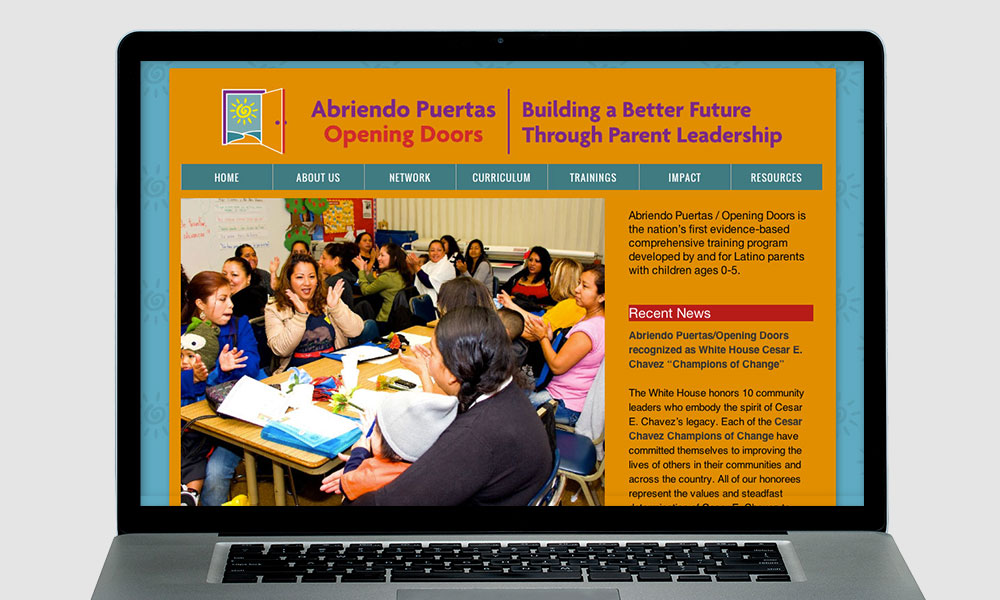 Abriendo Puertas
Opening Doors
Building a Better Future
Through Parent Leadership
HOME
ABOUT US
NETWORK
CURRICULUM
TRAININGS
IMPACT
RESOURCES
Abriendo Puertas / Opening Doors is
the nation's first evidence-based
comprehensive training program
developed by and for Latino parents
with children ages 0-5.
Recent News
Abriendo Puertas/Opening Doors
recognized as White House Cesar E.
Chavez "Champions of Change"
The White House honors 10 community
leaders who embody the spirit of Cesar
E. Chavez's legacy. Each of the Cesar
Chavez Champions of Change have
committed themselves to improving the
lives of others in their communities and
across the country. All of our honorees
represent the values and steadfast